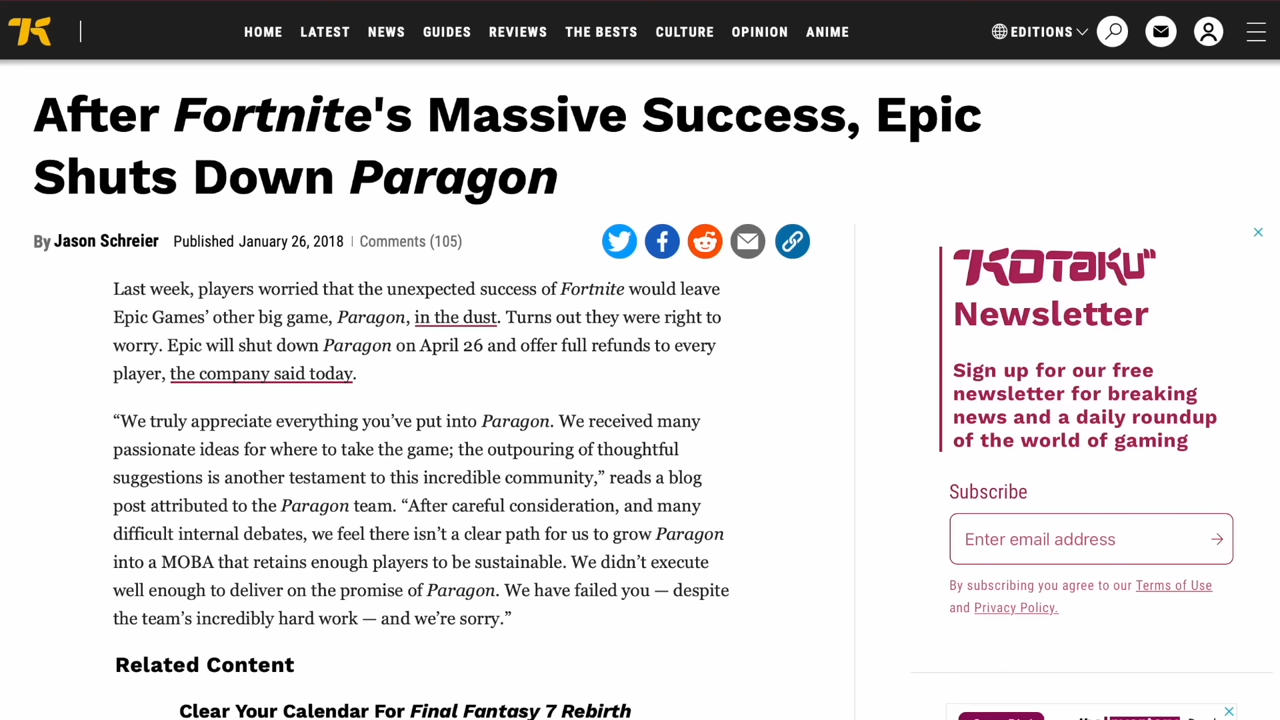 HOME LATEST NEWS GUIDES REVIEWS THE BESTS CULTURE OPINION ANIME EDITIONS
After Fortnite's Massive Success, Epic
Shuts Down Paragon
By Jason Schreier Published January 26, 2018 | Comments (105)
Last week, players worried that the unexpected success of Fortnite would leave
Epic Games’ other big game, Paragon, in the dust. Turns out they were right to
worry. Epic will shut down Paragon on April 26 and offer full refunds to every
player, the company said today.
“We truly appreciate everything you’ve put into Paragon. We received many
passionate ideas for where to take the game; the outpouring of thoughtful
suggestions is another testament to this incredible community,” reads a blog
post attributed to the Paragon team. “After careful consideration, and many
difficult internal debates, we feel there isn’t a clear path for us to grow Paragon
into a MOBA that retains enough players to be sustainable. We didn’t execute
well enough to deliver on the promise of Paragon. We have failed you — despite
the team’s incredibly hard work — and we’re sorry.”
Related Content
Clear Your Calendar For Final Fantasy 7 Rebirth
KOTAKU
Newsletter
Sign up for our free
newsletter for breaking
news and a daily roundup
of the world of gaming
Subscribe
Enter email address
By subscribing you agree to our Terms of Use
and Privacy Policy.